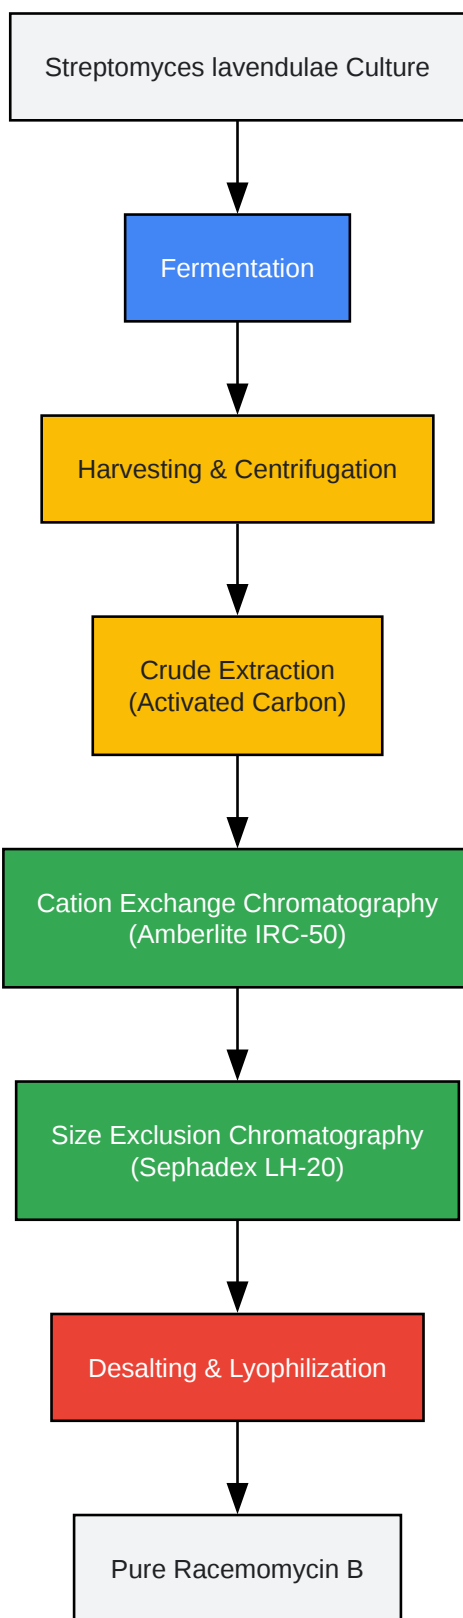 Streptomyces lavendulae Culture
Fermentation
Harvesting & Centrifugation
Crude Extraction
(Activated Carbon)
Cation Exchange Chromatography
(Amberlite IRC-50)
Size Exclusion Chromatography
(Sephadex LH-20)
Desalting & Lyophilization
Pure Racemomycin B